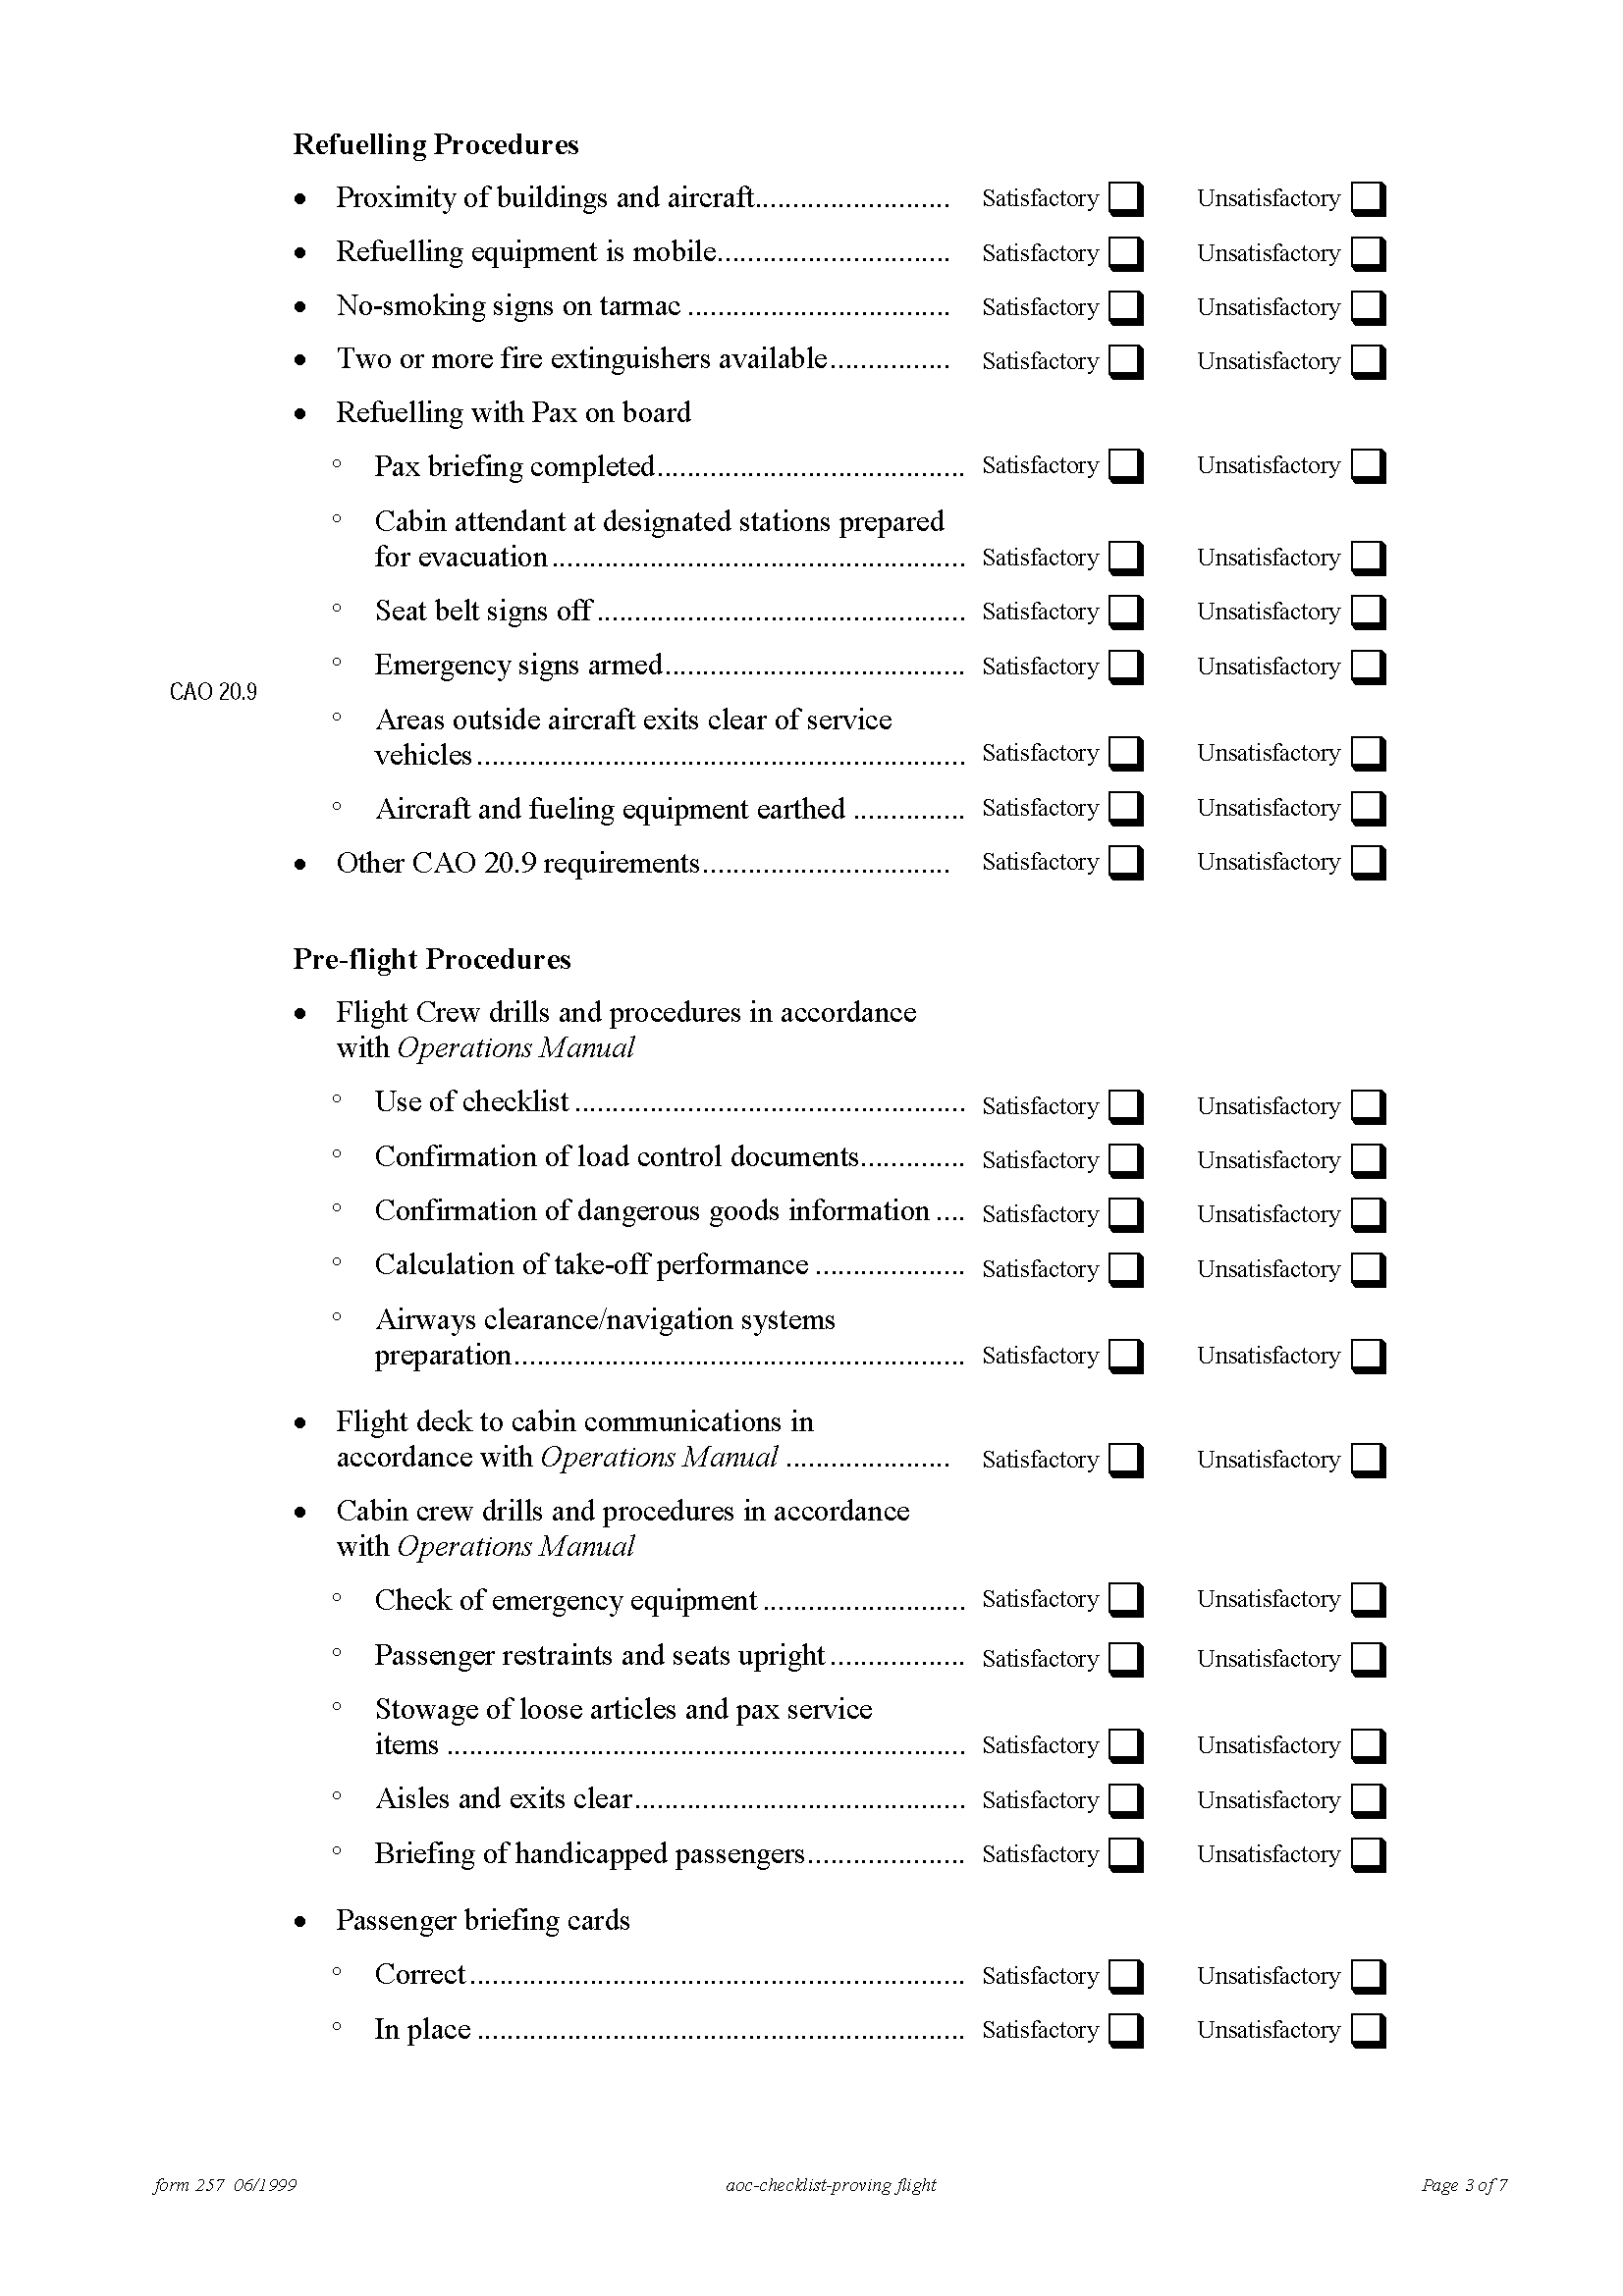 Refuelling Procedures
• Proximity of buildings and aircraft.......................... Satisfactory Unsatisfactory
• Refuelling equipment is mobile............................... Satisfactory Unsatisfactory
• No-smoking signs on tarmac ................................... Satisfactory Unsatisfactory
• Two or more fire extinguishers available................ Satisfactory Unsatisfactory
• Refuelling with Pax on board
° Pax briefing completed......................................... Satisfactory Unsatisfactory
° Cabin attendant at designated stations prepared
for evacuation....................................................... Satisfactory Unsatisfactory
° Seat belt signs off ................................................. Satisfactory Unsatisfactory
° Emergency signs armed........................................ Satisfactory Unsatisfactory
CAO 20.9
° Areas outside aircraft exits clear of service
vehicles................................................................. Satisfactory Unsatisfactory
° Aircraft and fueling equipment earthed ............... Satisfactory Unsatisfactory
• Other CAO 20.9 requirements................................. Satisfactory Unsatisfactory
Pre-flight Procedures
• Flight Crew drills and procedures in accordance
with Operations Manual
° Use of checklist .................................................... Satisfactory Unsatisfactory
° Confirmation of load control documents.............. Satisfactory Unsatisfactory
° Confirmation of dangerous goods information .... Satisfactory Unsatisfactory
° Calculation of take-off performance .................... Satisfactory Unsatisfactory
° Airways clearance/navigation systems
preparation............................................................ Satisfactory Unsatisfactory
• Flight deck to cabin communications in
accordance with Operations Manual ...................... Satisfactory Unsatisfactory
• Cabin crew drills and procedures in accordance
with Operations Manual
° Check of emergency equipment ........................... Satisfactory Unsatisfactory
° Passenger restraints and seats upright.................. Satisfactory Unsatisfactory
° Stowage of loose articles and pax service
items ..................................................................... Satisfactory Unsatisfactory
° Aisles and exits clear............................................ Satisfactory Unsatisfactory
° Briefing of handicapped passengers..................... Satisfactory Unsatisfactory
• Passenger briefing cards
° Correct.................................................................. Satisfactory Unsatisfactory
° In place ................................................................. Satisfactory Unsatisfactory
form 257 06/1999 aoc-checklist-proving flight Page 3 of 7